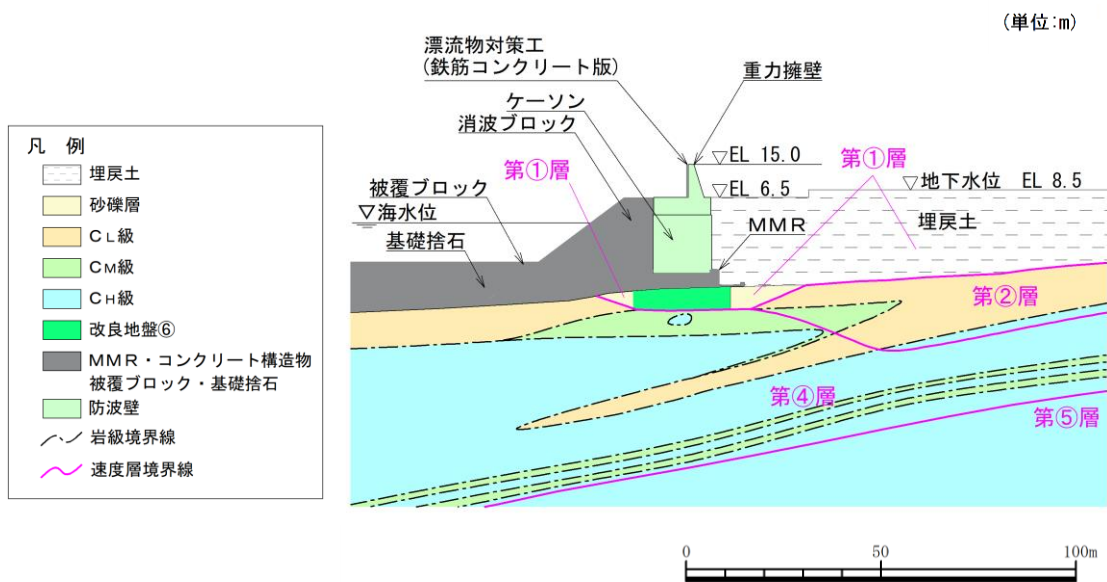 (単位:m)
漂流物対策工
(鉄筋コンクリート版)
重力擁壁
ケーソン
消波ブロック
▽EL 15.0
第①層
第①層
▽EL 6.5
▽地下水位 EL 8.5
被覆ブロック
▽海水位
基礎捨石
MMR
埋戻土
第②層
第④層
第⑤層
凡 例
埋戻土
砂礫層
CL級
CM級
CH級
改良地盤⑥
MMR・コンクリート構造物
被覆ブロック・基礎捨石
防波壁
岩級境界線
速度層境界線
0 50 100m